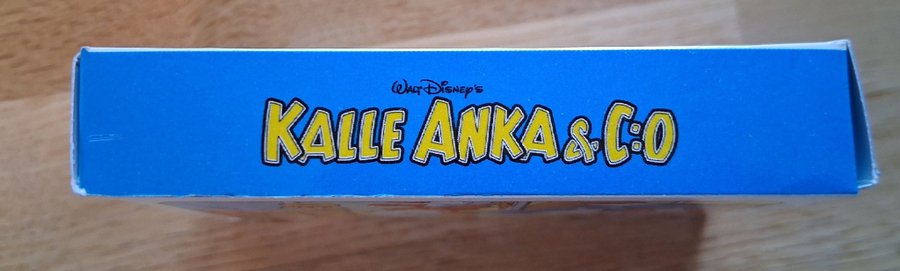 Walt Disney's
KALLE ANKA & C:O